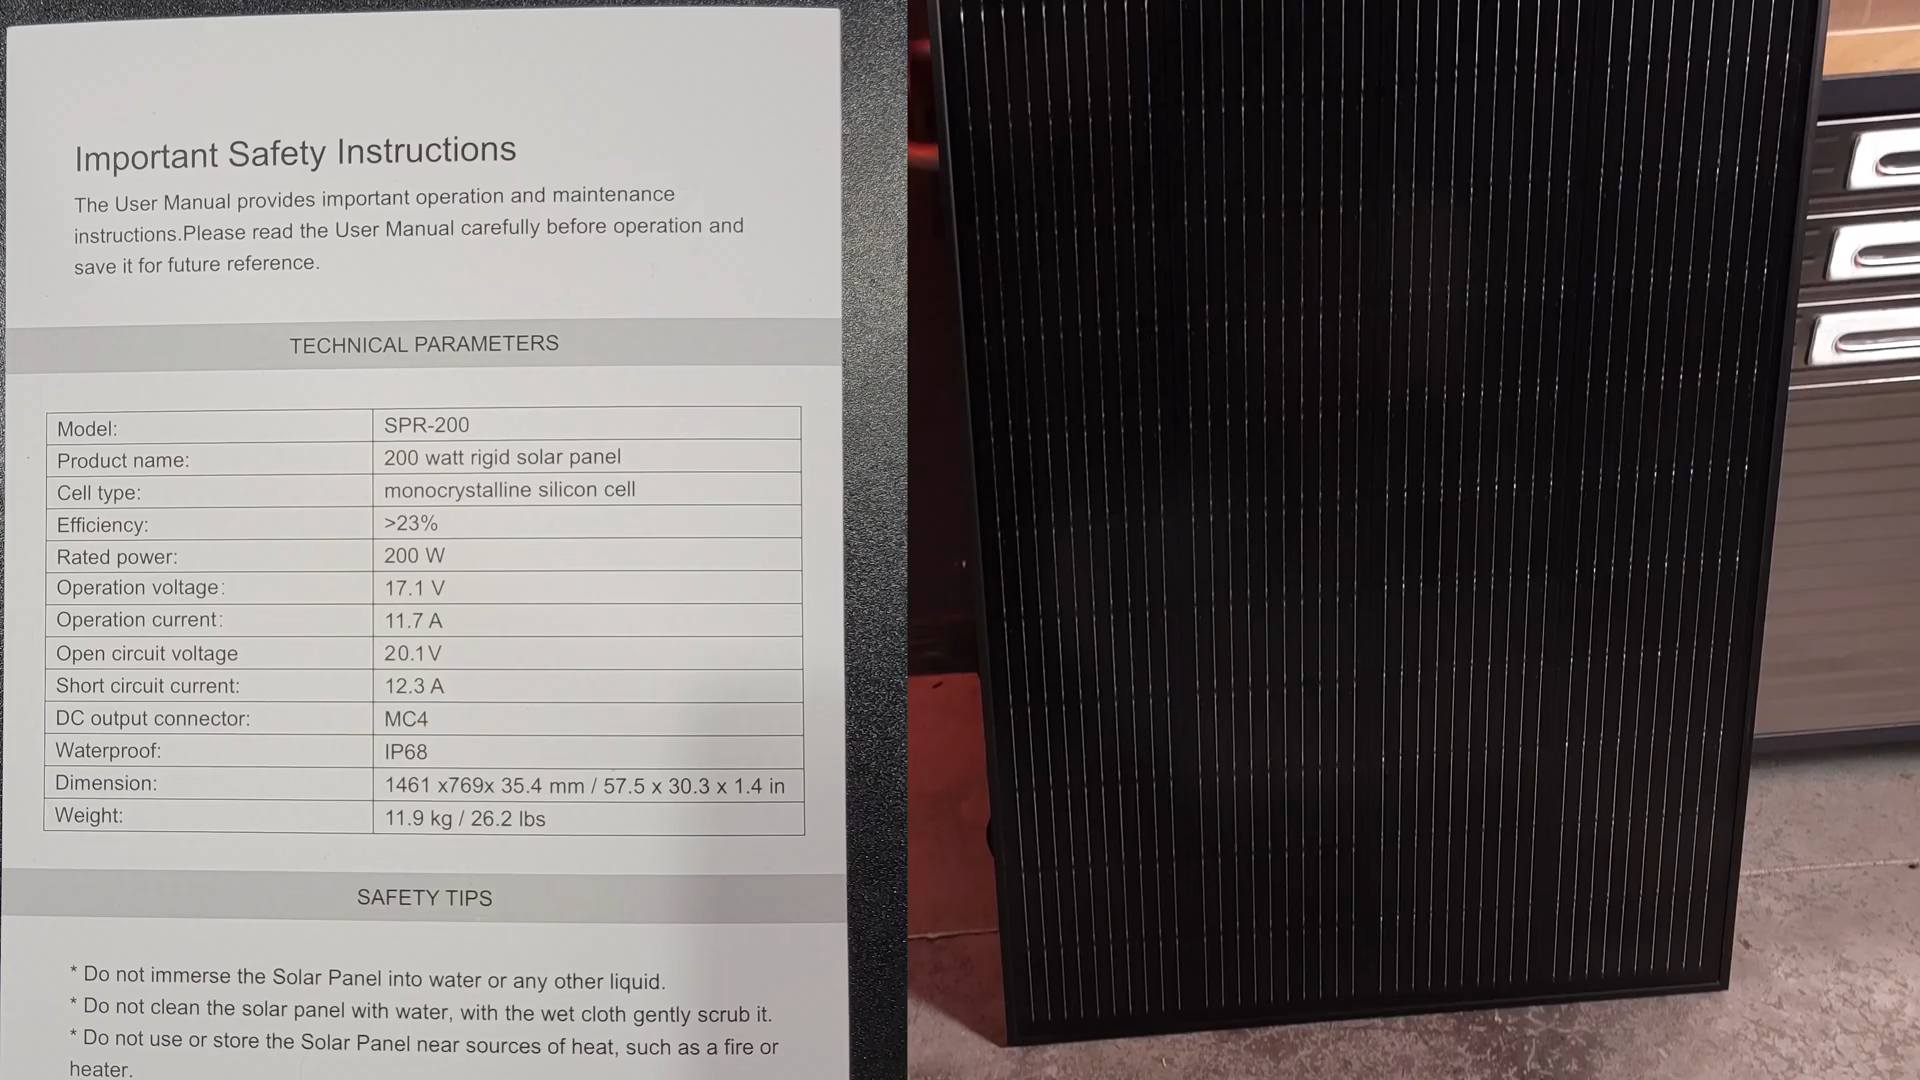 Important Safety Instructions
The User Manual provides important operation and maintenance
instructions.Please read the User Manual carefully before operation and
save it for future reference.
TECHNICAL PARAMETERS
Model: SPR-200
Product name: 200 watt rigid solar panel
Cell type: monocrystalline silicon cell
Efficiency: >23%
Rated power: 200 W
Operation voltage: 17.1 V
Operation current: 11.7 A
Open circuit voltage 20.1V
Short circuit current: 12.3 A
DC output connector: MC4
Waterproof: IP68
Dimension: 1461 x769x 35.4 mm / 57.5 x 30.3 x 1.4 in
Weight: 11.9 kg / 26.2 lbs
SAFETY TIPS
* Do not immerse the Solar Panel into water or any other liquid.
* Do not clean the solar panel with water, with the wet cloth gently scrub it.
* Do not use or store the Solar Panel near sources of heat, such as a fire or
heater.